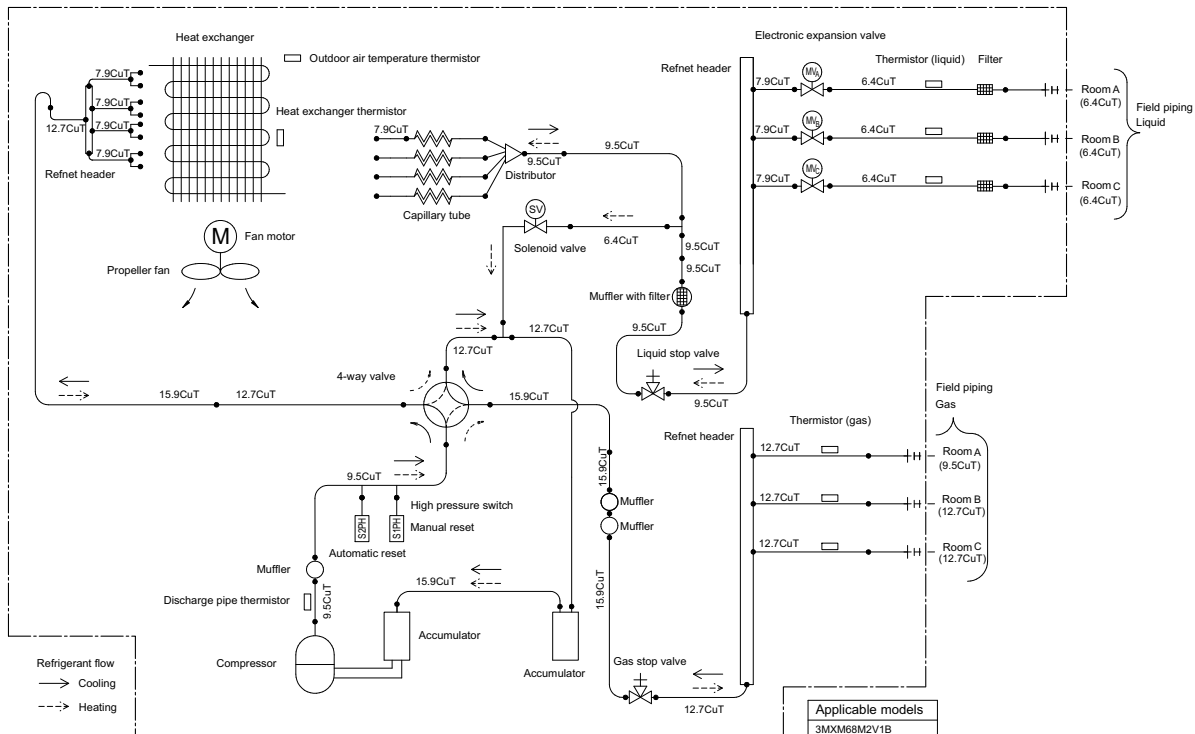 Heat exchanger
Outdoor air temperature thermistor
7.9CuT
7.9CuT
12.7CuT
7.9CuT
7.9CuT
Refnet header
Heat exchanger thermistor
7.9CuT
9.5CuT
Distributor
9.5CuT
Capillary tube
SV
Solenoid valve
6.4CuT
9.5CuT
9.5CuT
Muffler with filter
9.5CuT
Liquid stop valve
9.5CuT
Electronic expansion valve
Refnet header
Thermistor (liquid)
Filter
7.9CuT
MVA
6.4CuT
Room A
(6.4CuT)
7.9CuT
MVB
6.4CuT
Room B
(6.4CuT)
7.9CuT
MVC
6.4CuT
Room C
(6.4CuT)
Field piping
Liquid
M
Fan motor
Propeller fan
12.7CuT
12.7CuT
4-way valve
15.9CuT
12.7CuT
15.9CuT
9.5CuT
High pressure switch
S2PH
S1PH
Manual reset
Automatic reset
Muffler
Discharge pipe thermistor
9.5CuT
Compressor
15.9CuT
Accumulator
Accumulator
15.9CuT
Muffler
Muffler
15.9CuT
Gas stop valve
12.7CuT
Refnet header
Thermistor (gas)
Field piping
Gas
12.7CuT
Room A
(9.5CuT)
12.7CuT
Room B
(12.7CuT)
12.7CuT
Room C
(12.7CuT)
Refrigerant flow
Cooling
Heating
Applicable models
3MXM68M2V1B